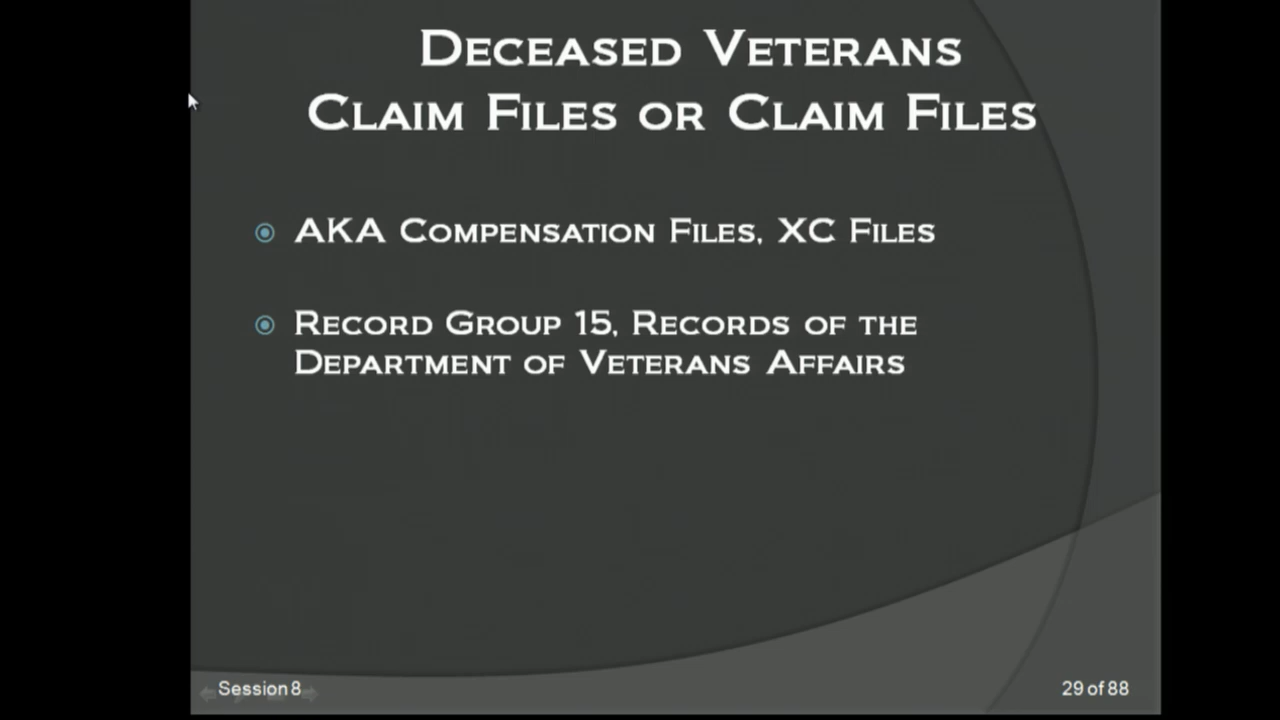 Deceased Veterans
Claim Files or Claim Files
AKA Compensation Files, XC Files
Record Group 15, Records of the
Department of Veterans Affairs
Session 8
29 of 88